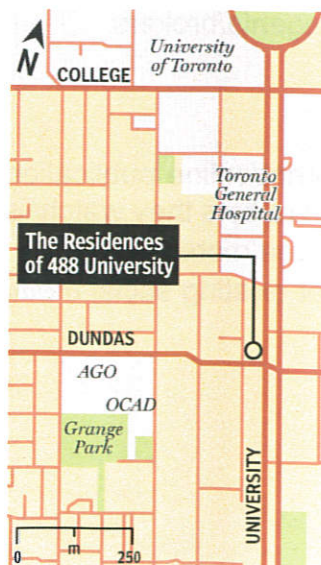 N
University
of Toronto
COLLEGE
Toronto
General
Hospital
The Residences
of 488 University
DUNDAS
AGO
OCAD
Grange
Park
UNIVERSITY
0 m 250